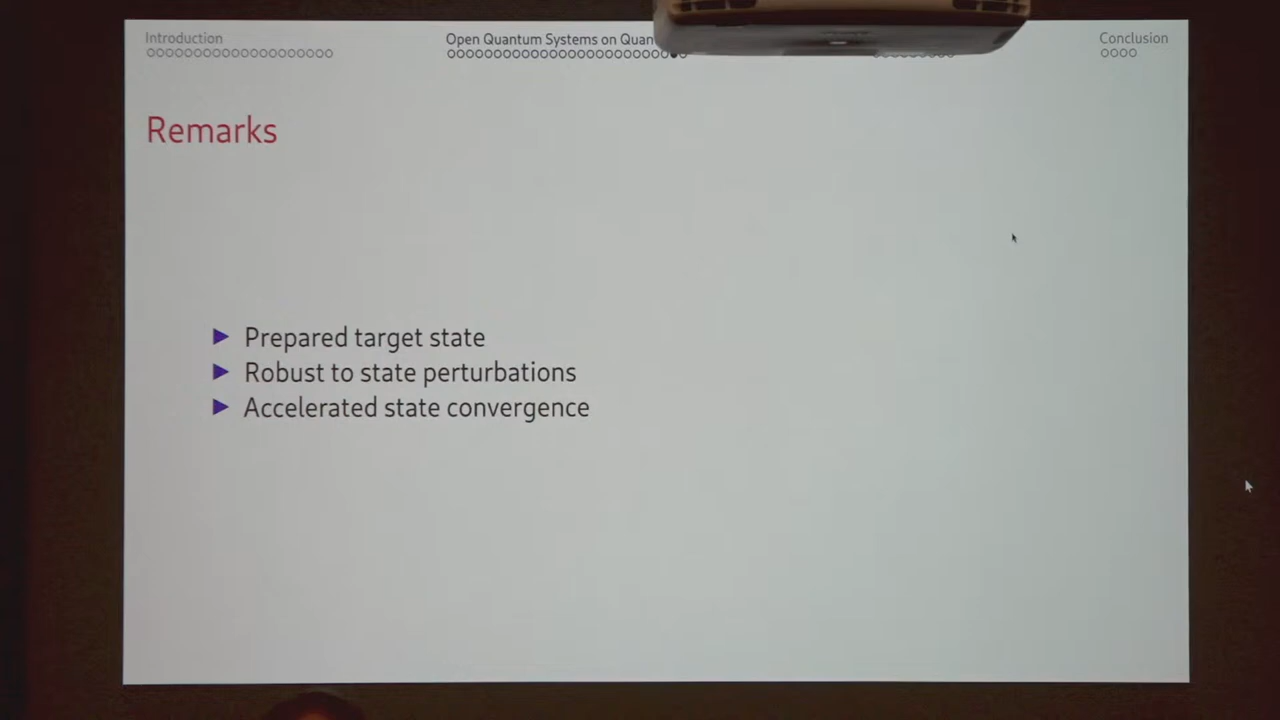 Introduction
Open Quantum Systems on Quan
Conclusion
Remarks
Prepared target state
Robust to state perturbations
Accelerated state convergence